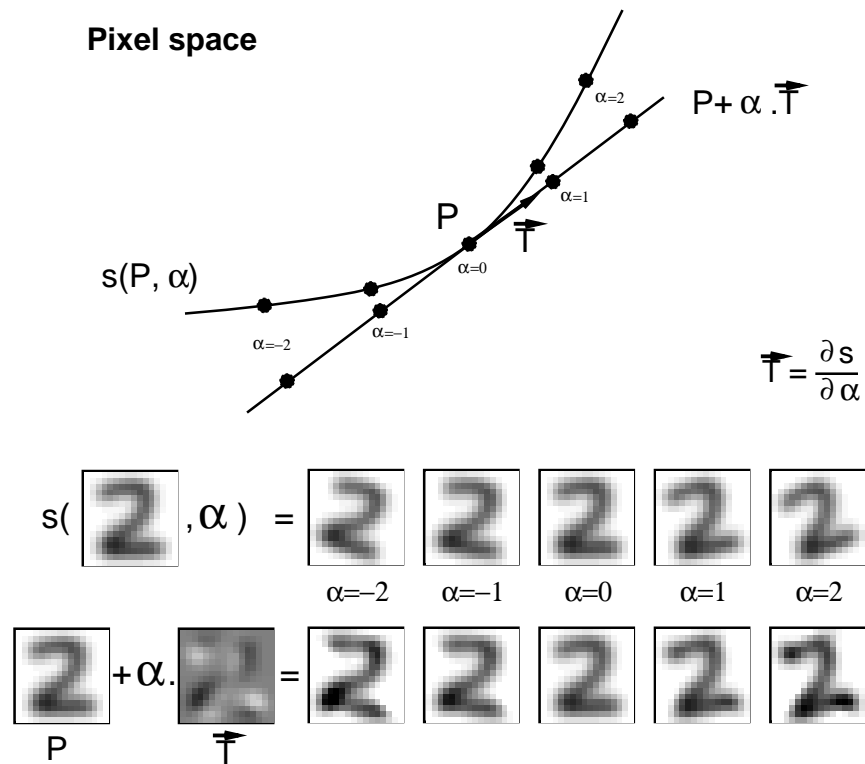 Pixel space
α=2
P+ α .T
α=1
P
T
α=0
s(P, α)
α=−1
α=−2
T = ∂ s / ∂ α
s( , α ) =
α=−2 α=−1 α=0 α=1 α=2
+ α. =
P T